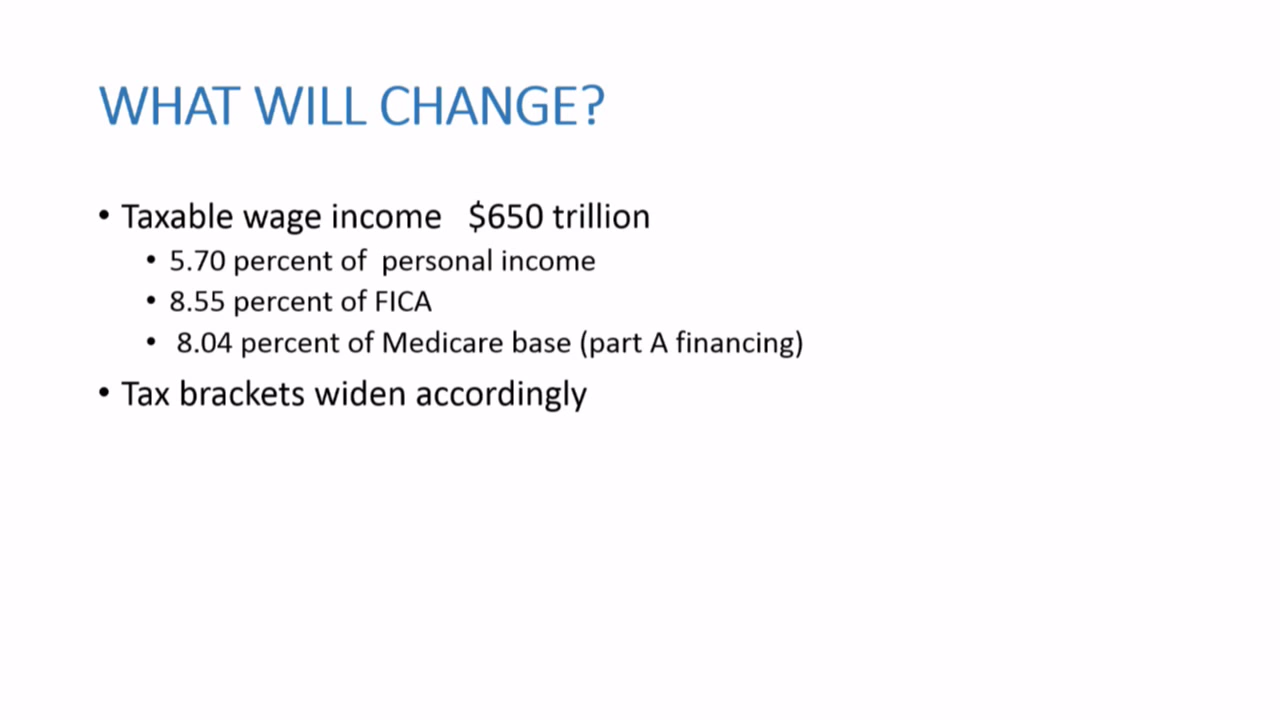 WHAT WILL CHANGE?
• Taxable wage income $650 trillion
• 5.70 percent of personal income
• 8.55 percent of FICA
• 8.04 percent of Medicare base (part A financing)
• Tax brackets widen accordingly